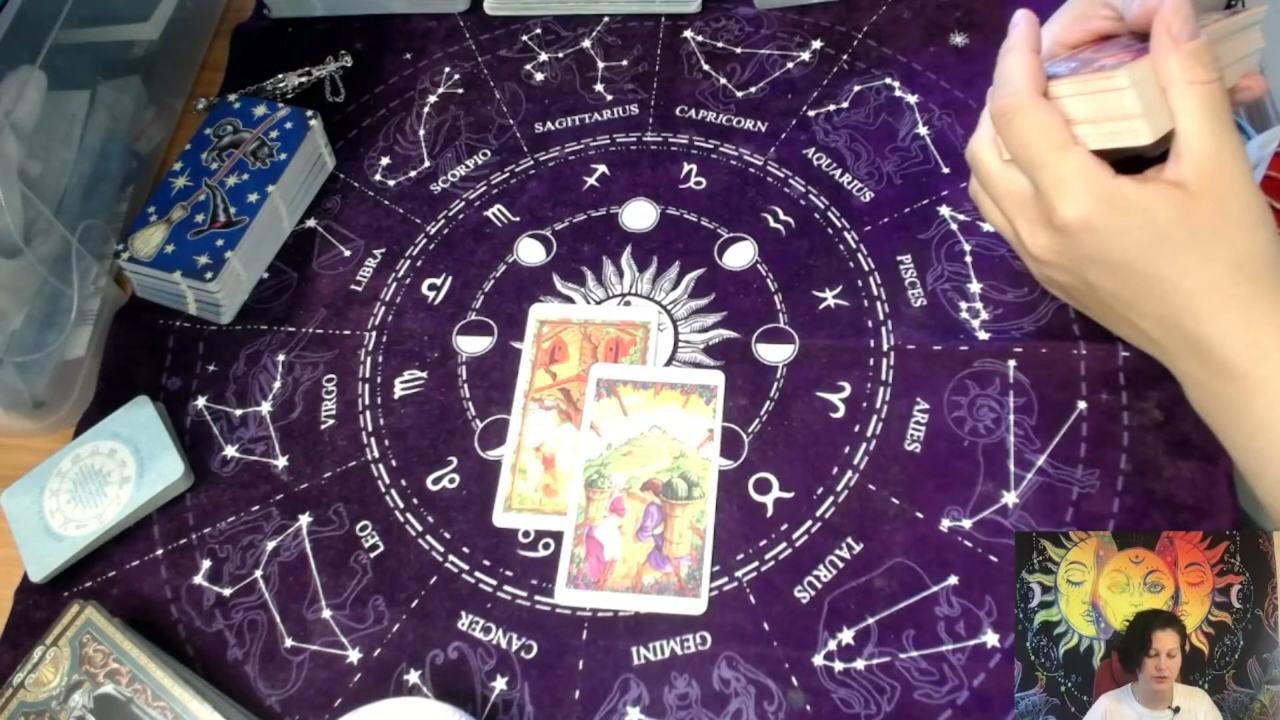 SAGITTARIUS
CAPRICORN
SCORPIO
AQUARIUS
LIBRA
PISCES
VIRGO
ARIES
LEO
TAURUS
CANCER
GEMINI